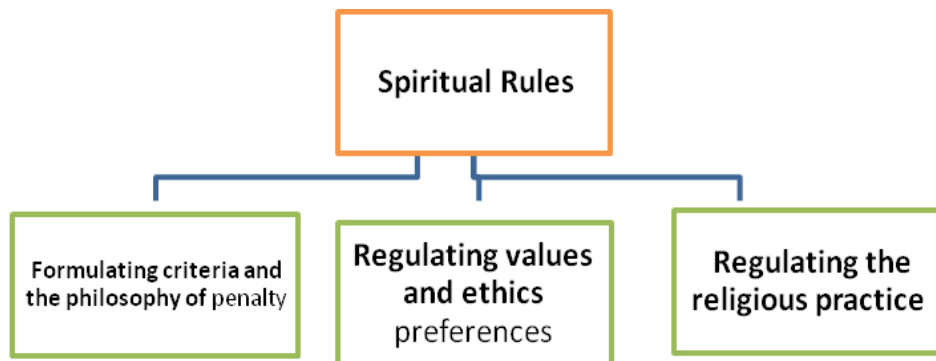 Spiritual Rules
Formulating criteria and
the philosophy of penalty
Regulating values
and ethics
preferences
Regulating the
religious practice